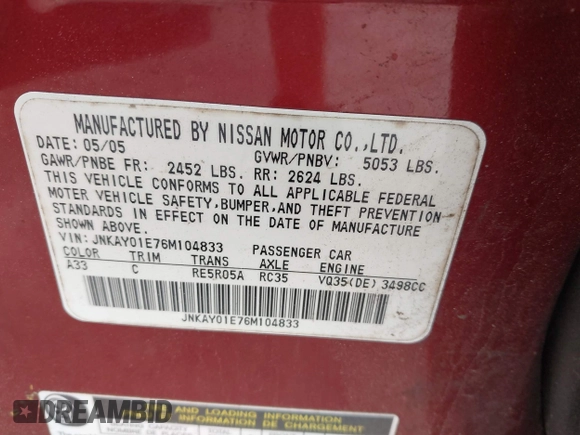 MANUFACTURED BY NISSAN MOTOR CO.,LTD.
DATE: 05/05 GVWR/PNBV: 5053 LBS.
GAWR/PNBE FR: 2452 LBS. RR: 2624 LBS.
THIS VEHICLE CONFORMS TO ALL APPLICABLE FEDERAL
MOTOR VEHICLE SAFETY,BUMPER,AND THEFT PREVENTION
STANDARDS IN EFFECT ON THE DATE OF MANUFACTURE
SHOWN ABOVE.
VIN: JNKAY01E76M104833 PASSENGER CAR
COLOR TRIM TRANS AXLE ENGINE
A33 C RE5R05A RC35 VQ35(DE) 3498CC
JNKAY01E76M104833
TIRE AND LOADING INFORMATION
DREAMBID